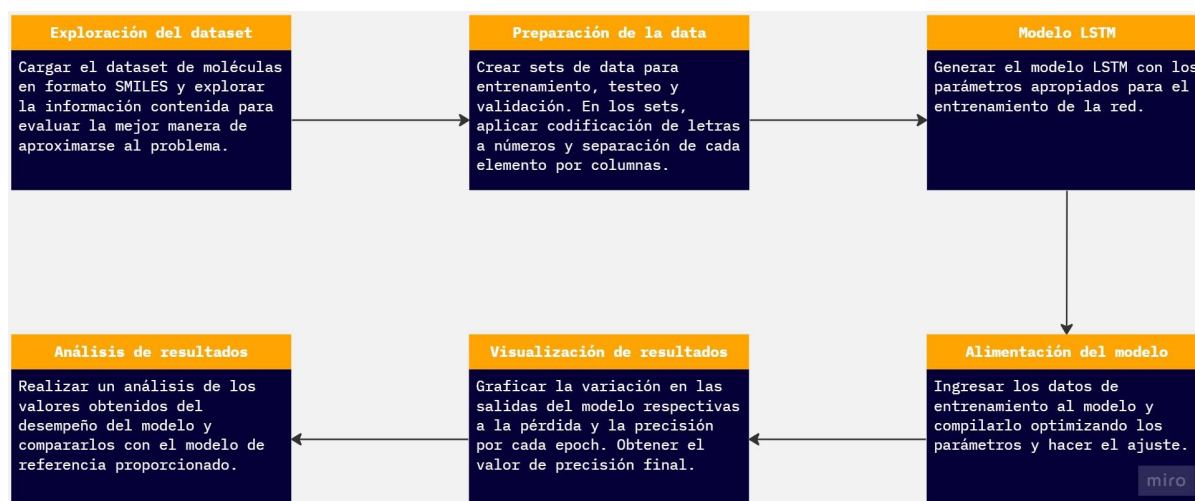 Exploración del dataset
Cargar el dataset de moléculas
en formato SMILES y explorar
la información contenida para
evaluar la mejor manera de
aproximarse al problema.
Preparación de la data
Crear sets de data para
entrenamiento, testeo y
validación. En los sets,
aplicar codificación de letras
a números y separación de cada
elemento por columnas.
Modelo LSTM
Generar el modelo LSTM con los
parámetros apropiados para el
entrenamiento de la red.
Alimentación del modelo
Ingresar los datos de
entrenamiento al modelo y
compilarlo optimizando los
parámetros y hacer el ajuste.
Visualización de resultados
Graficar la variación en las
salidas del modelo respectivas
a la pérdida y la precisión
por cada epoch. Obtener el
valor de precisión final.
Análisis de resultados
Realizar un análisis de los
valores obtenidos del
desempeño del modelo y
compararlos con el modelo de
referencia proporcionado.
miro